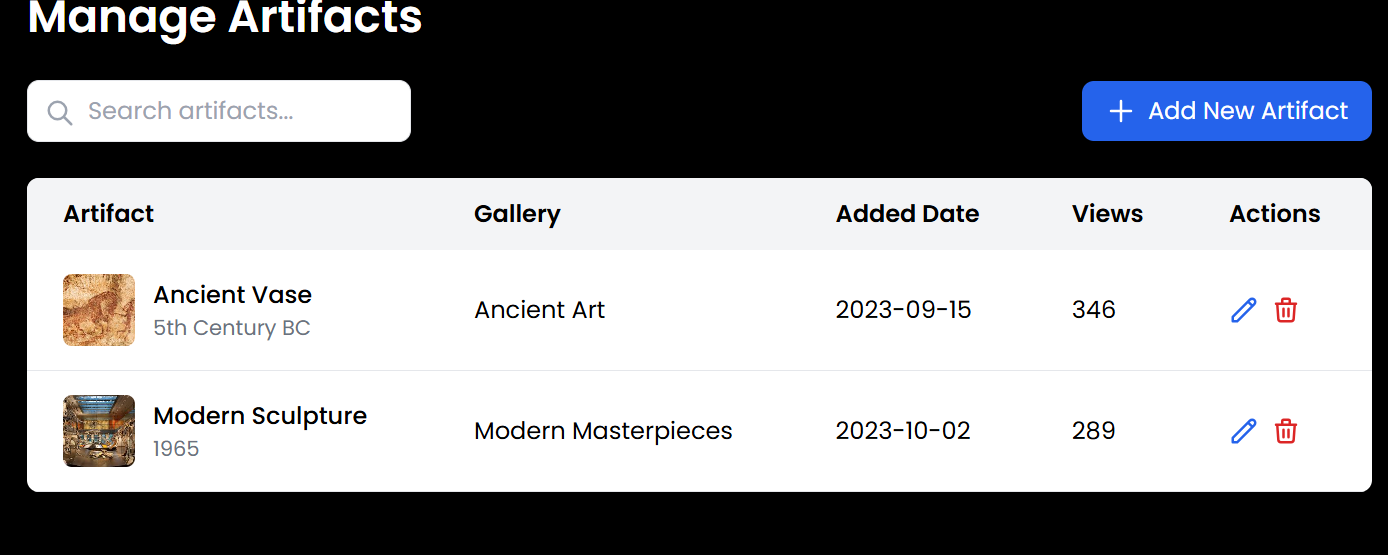 Manage Artifacts
Search artifacts...
Add New Artifact
Artifact Gallery Added Date Views Actions
Ancient Vase
5th Century BC
Ancient Art 2023-09-15 346
Modern Sculpture
1965
Modern Masterpieces 2023-10-02 289